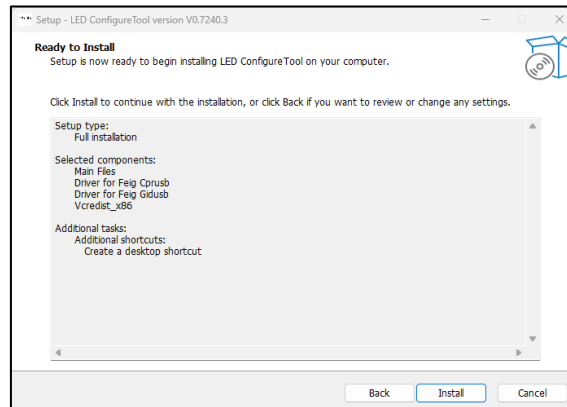 Setup - LED ConfigureTool version V0.7240.3
Ready to Install
Setup is now ready to begin installing LED ConfigureTool on your computer.
Click Install to continue with the installation, or click Back if you want to review or change any settings.
Setup type:
Full installation
Selected components:
Main Files
Driver for Feig Cprusb
Driver for Feig Gidusb
Vcredist_x86
Additional tasks:
Additional shortcuts:
Create a desktop shortcut
Back
Install
Cancel